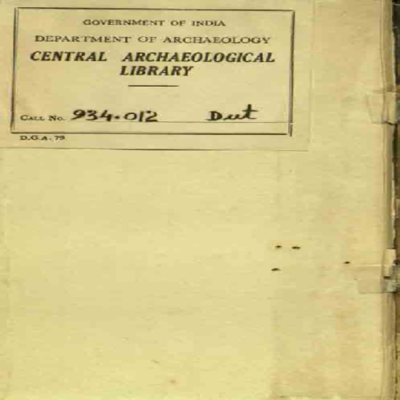 GOVERNMENT OF INDIA
DEPARTMENT OF ARCHAEOLOGY
CENTRAL ARCHAEOLOGICAL
LIBRARY
CALL No. 934.012 Dut
D.G.A. 79